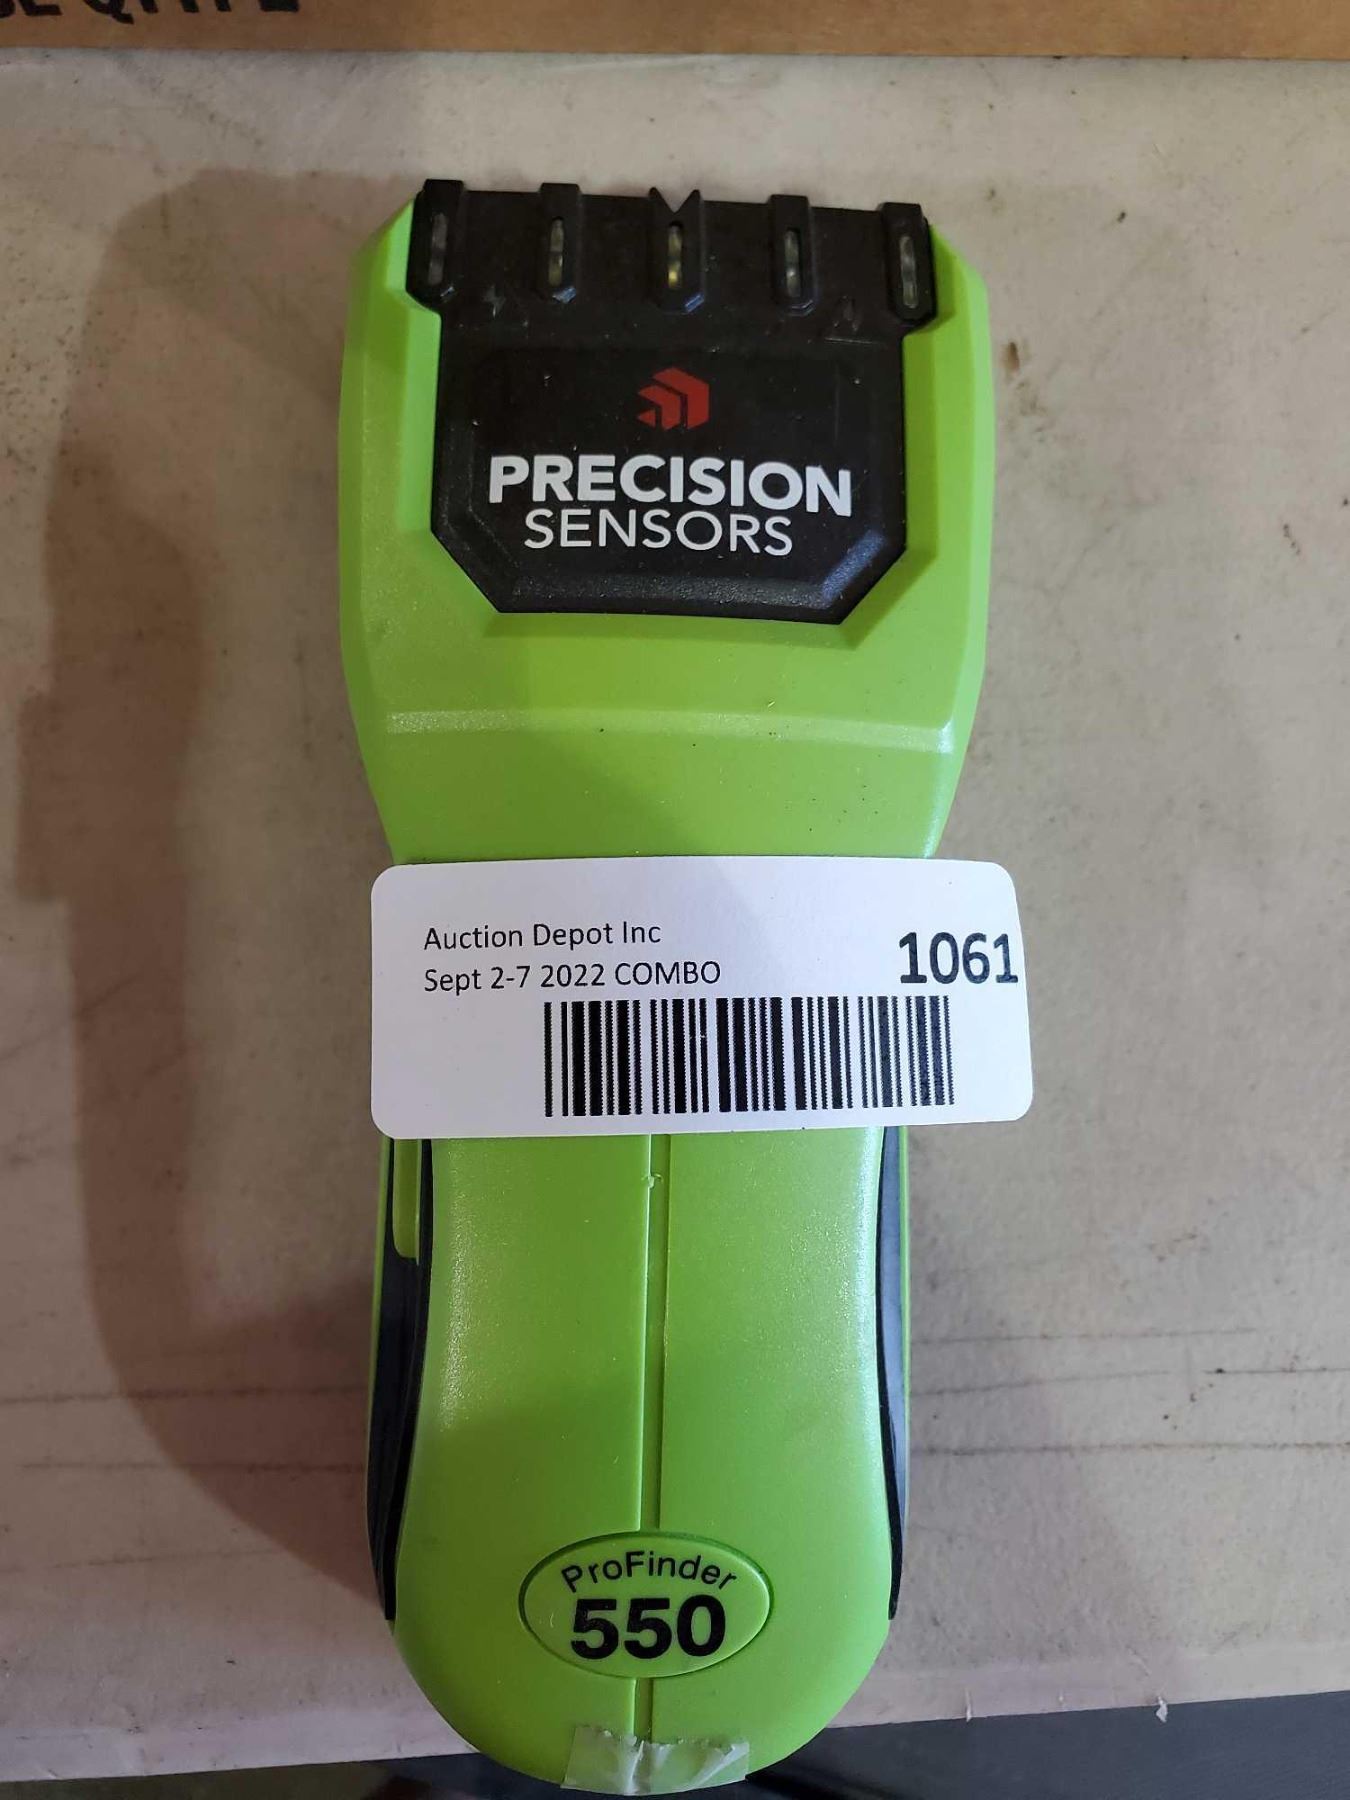 PRECISION
SENSORS
Auction Depot Inc
Sept 2-7 2022 COMBO
1061
ProFinder
550